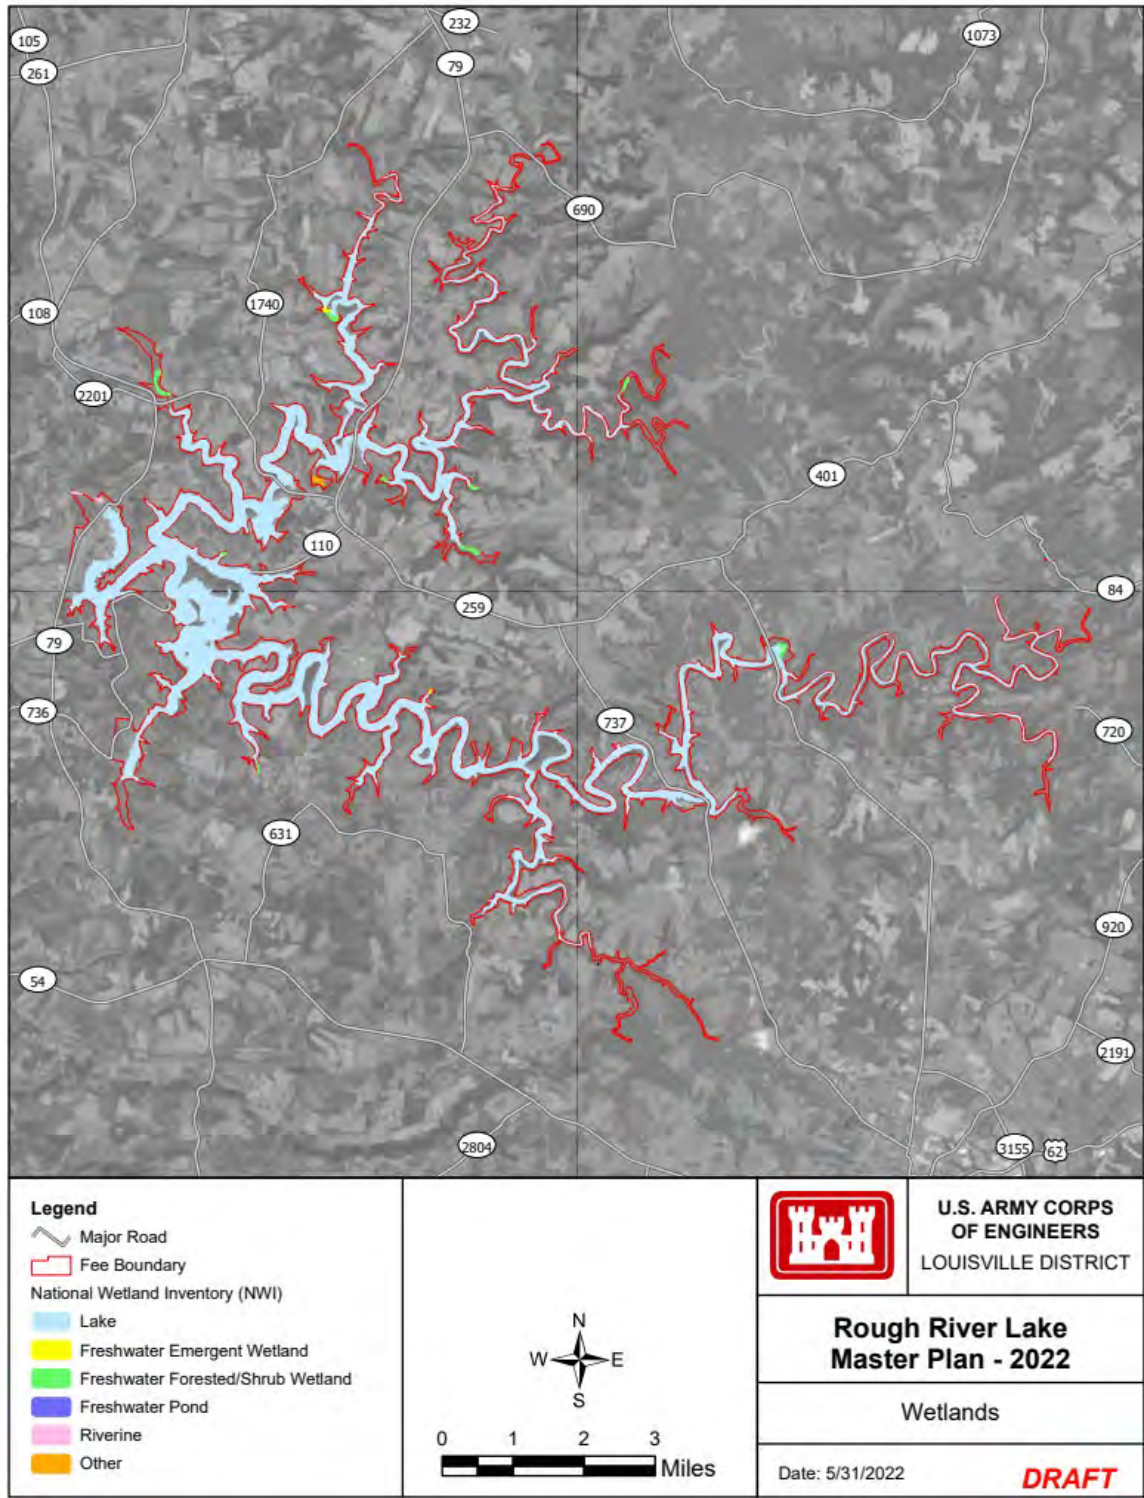 232
105
1073
261
79
690
1740
108
2201
401
110
84
259
79
736
737
720
631
920
54
2191
2804
3155
62
Legend
Major Road
Fee Boundary
National Wetland Inventory (NWI)
Lake
Freshwater Emergent Wetland
Freshwater Forested/Shrub Wetland
Freshwater Pond
Riverine
Other
N
W E
S
0 1 2 3
Miles
U.S. ARMY CORPS
OF ENGINEERS
LOUISVILLE DISTRICT
Rough River Lake
Master Plan - 2022
Wetlands
Date: 5/31/2022
DRAFT